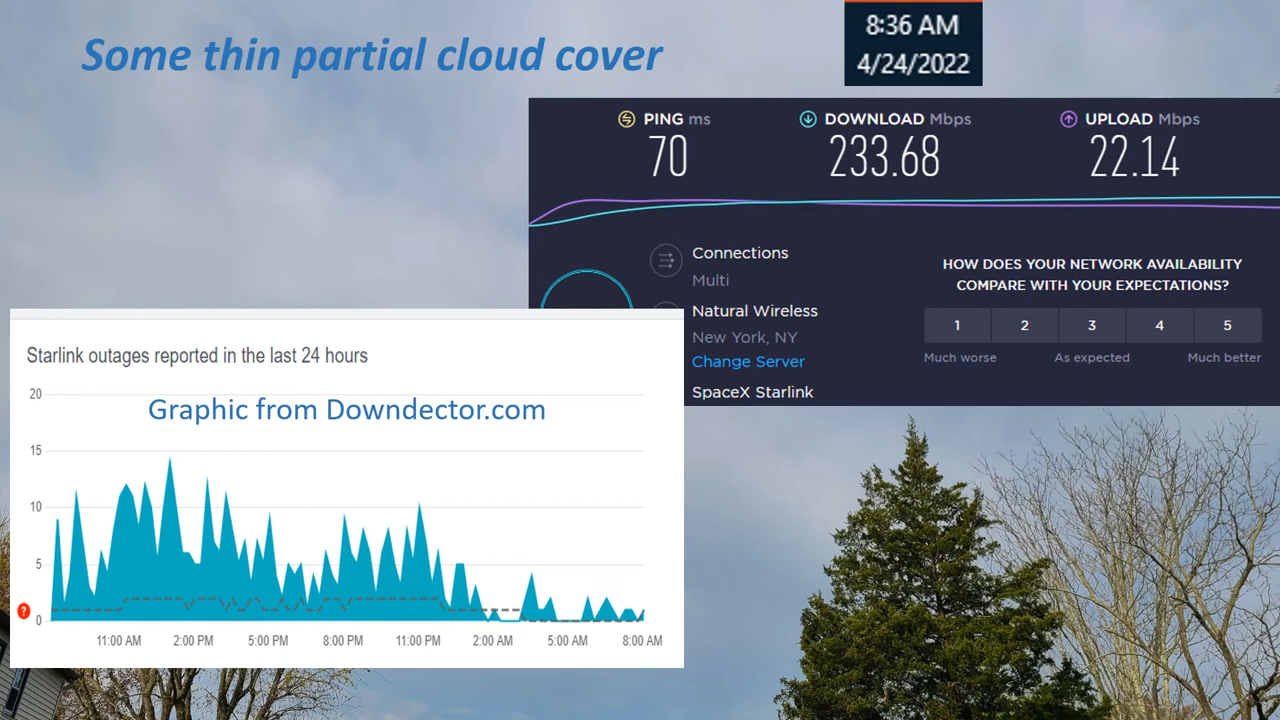 Some thin partial cloud cover
8:36 AM
4/24/2022
PING ms
70
DOWNLOAD Mbps
233.68
UPLOAD Mbps
22.14
Connections
Multi
Natural Wireless
New York, NY
Change Server
SpaceX Starlink
HOW DOES YOUR NETWORK AVAILABILITY
COMPARE WITH YOUR EXPECTATIONS?
1 2 3 4 5
Much worse As expected Much better
Starlink outages reported in the last 24 hours
Graphic from Downdector.com
20
15
10
5
?
0
11:00 AM 2:00 PM 5:00 PM 8:00 PM 11:00 PM 2:00 AM 5:00 AM 8:00 AM